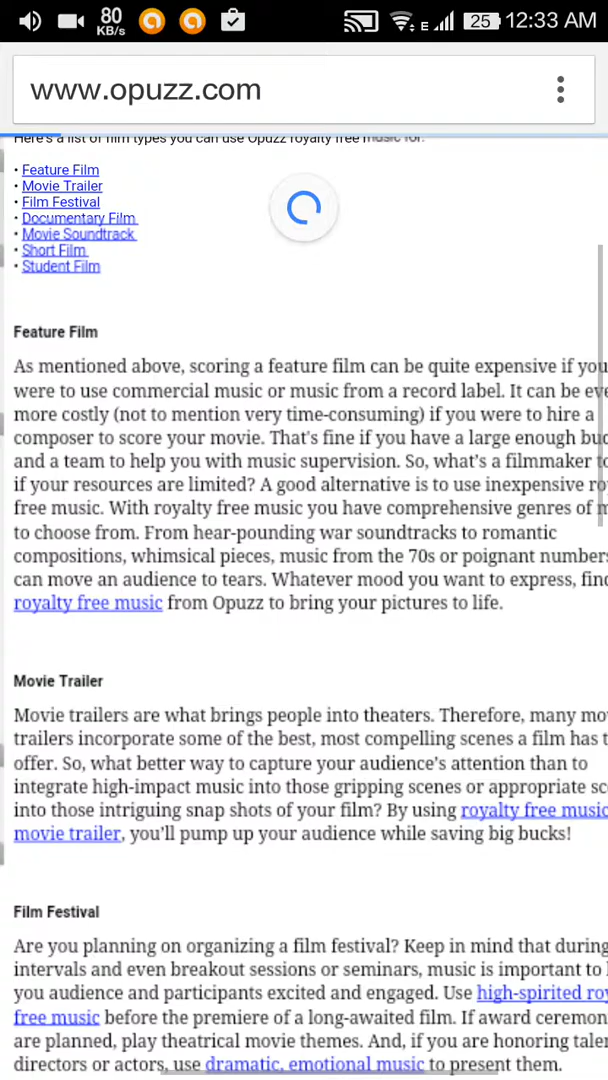 80
KB/s
E
25
12:33 AM
www.opuzz.com
Here's a list of film types you can use Opuzz royalty free music for:
• Feature Film
• Movie Trailer
• Film Festival
• Documentary Film
• Movie Soundtrack
• Short Film
• Student Film
Feature Film
As mentioned above, scoring a feature film can be quite expensive if you
were to use commercial music or music from a record label. It can be
more costly (not to mention very time-consuming) if you were to hire a
composer to score your movie. That's fine if you have a large enough
and a team to help you with music supervision. So, what's a filmmaker
if your resources are limited? A good alternative is to use inexpensive
free music. With royalty free music you have comprehensive genres of
to choose from. From hear-pounding war soundtracks to romantic
compositions, whimsical pieces, music from the 70s or poignant numbers
can move an audience to tears. Whatever mood you want to express, find
royalty free music from Opuzz to bring your pictures to life.
Movie Trailer
Movie trailers are what brings people into theaters. Therefore, many
trailers incorporate some of the best, most compelling scenes a film has
offer. So, what better way to capture your audience's attention than to
integrate high-impact music into those gripping scenes or appropriate
into those intriguing snap shots of your film? By using royalty free music
movie trailer, you'll pump up your audience while saving big bucks!
Film Festival
Are you planning on organizing a film festival? Keep in mind that during
intervals and even breakout sessions or seminars, music is important to
you audience and participants excited and engaged. Use high-spirited
free music before the premiere of a long-awaited film. If award
are planned, play theatrical movie themes. And, if you are honoring
directors or actors, use dramatic, emotional music to present them.